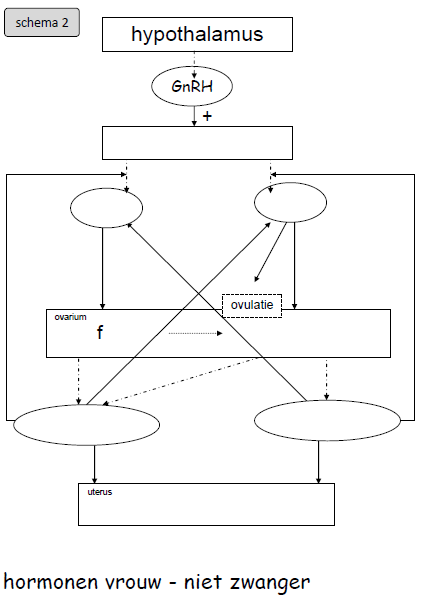 schema 2
hypothalamus
GnRH
+
ovulatie
ovarium
f
uterus
hormonen vrouw - niet zwanger